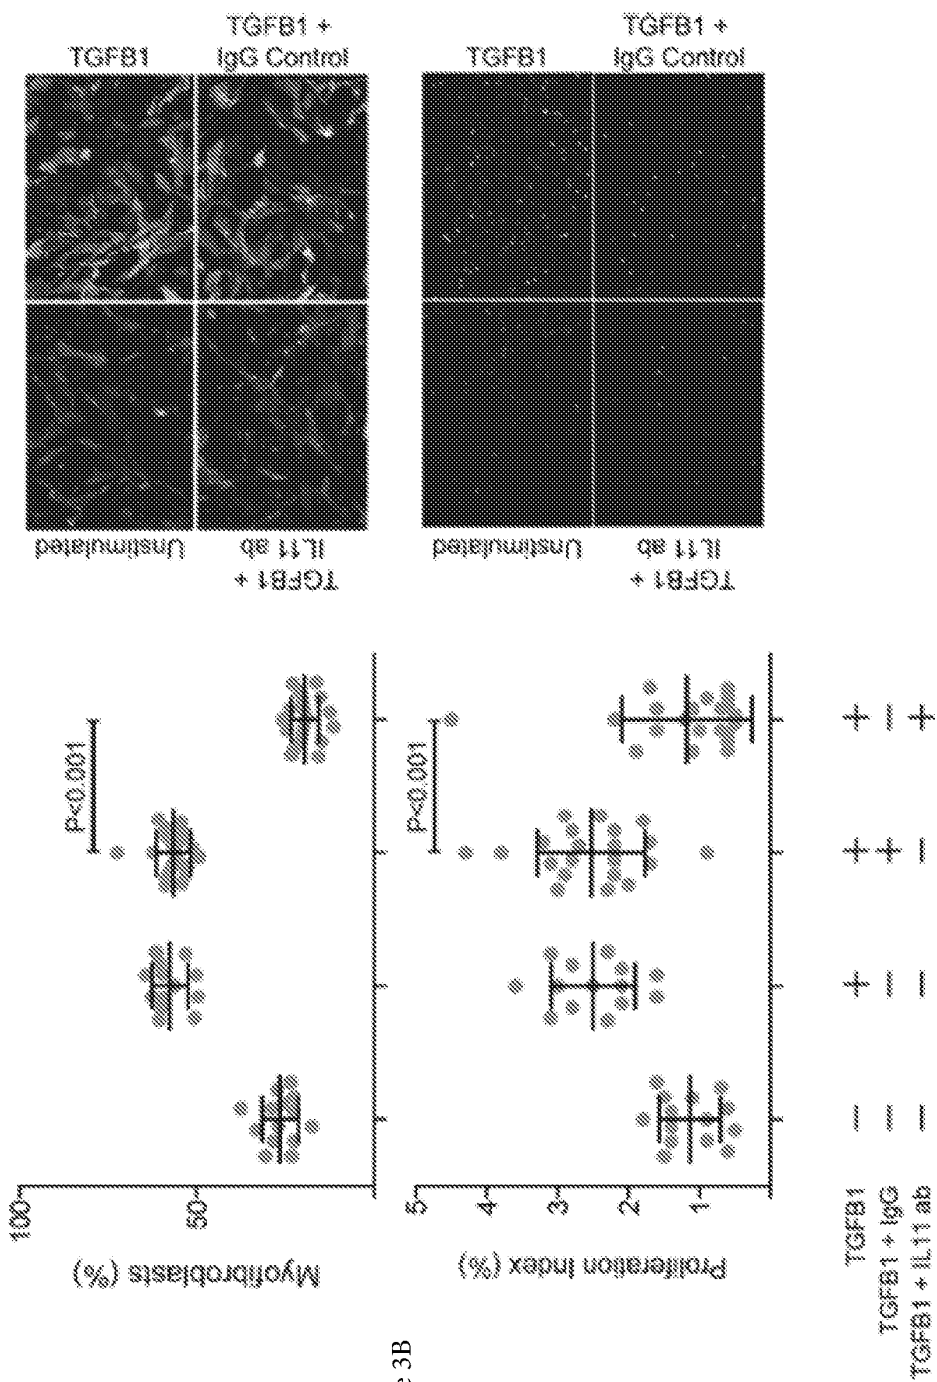 TGFB1
TGFB1 +
IgG Control
Unstimulated
TGFB1 +
IL11 ab
TGFB1
TGFB1 +
IgG Control
Unstimulated
TGFB1 +
IL11 ab
100
50
Myofibroblasts (%)
P<0.001
5
4
3
2
1
Proliferation Index (%)
P<0.001
TGFB1 − + + +
TGFB1 + IgG − − + −
TGFB1 + IL11 ab − − − +
3B